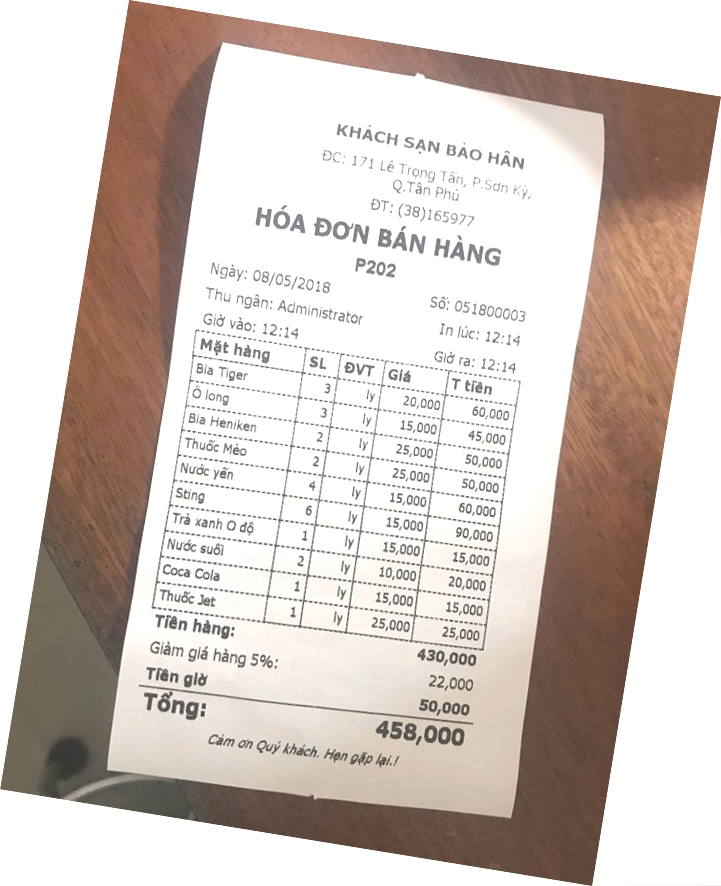 KHÁCH SẠN BẢO HÂN
ĐC: 171 Lê Trọng Tấn, P.Sơn Kỳ,
Q.Tân Phú
ĐT: (38)165977
HÓA ĐƠN BÁN HÀNG
P202
Ngày: 08/05/2018 Số: 051800003
Thu ngân: Administrator In lúc: 12:14
Giờ vào: 12:14 Giờ ra: 12:14
Mặt hàng SL ĐVT Giá T tiền
Bia Tiger 3 ly 20,000 60,000
Ô long 3 ly 15,000 45,000
Bia Heniken 2 ly 25,000 50,000
Thuốc Mèo 2 ly 25,000 50,000
Nước yến 4 ly 15,000 60,000
Sting 6 ly 15,000 90,000
Trà xanh O độ 1 ly 15,000 15,000
Nước suối 2 ly 10,000 20,000
Coca Cola 1 ly 15,000 15,000
Thuốc Jet 1 ly 25,000 25,000
Tiền hàng: 430,000
Giảm giá hàng 5%: 22,000
Tiền giờ 50,000
Tổng: 458,000
Cảm ơn Quý khách. Hẹn gặp lại.!